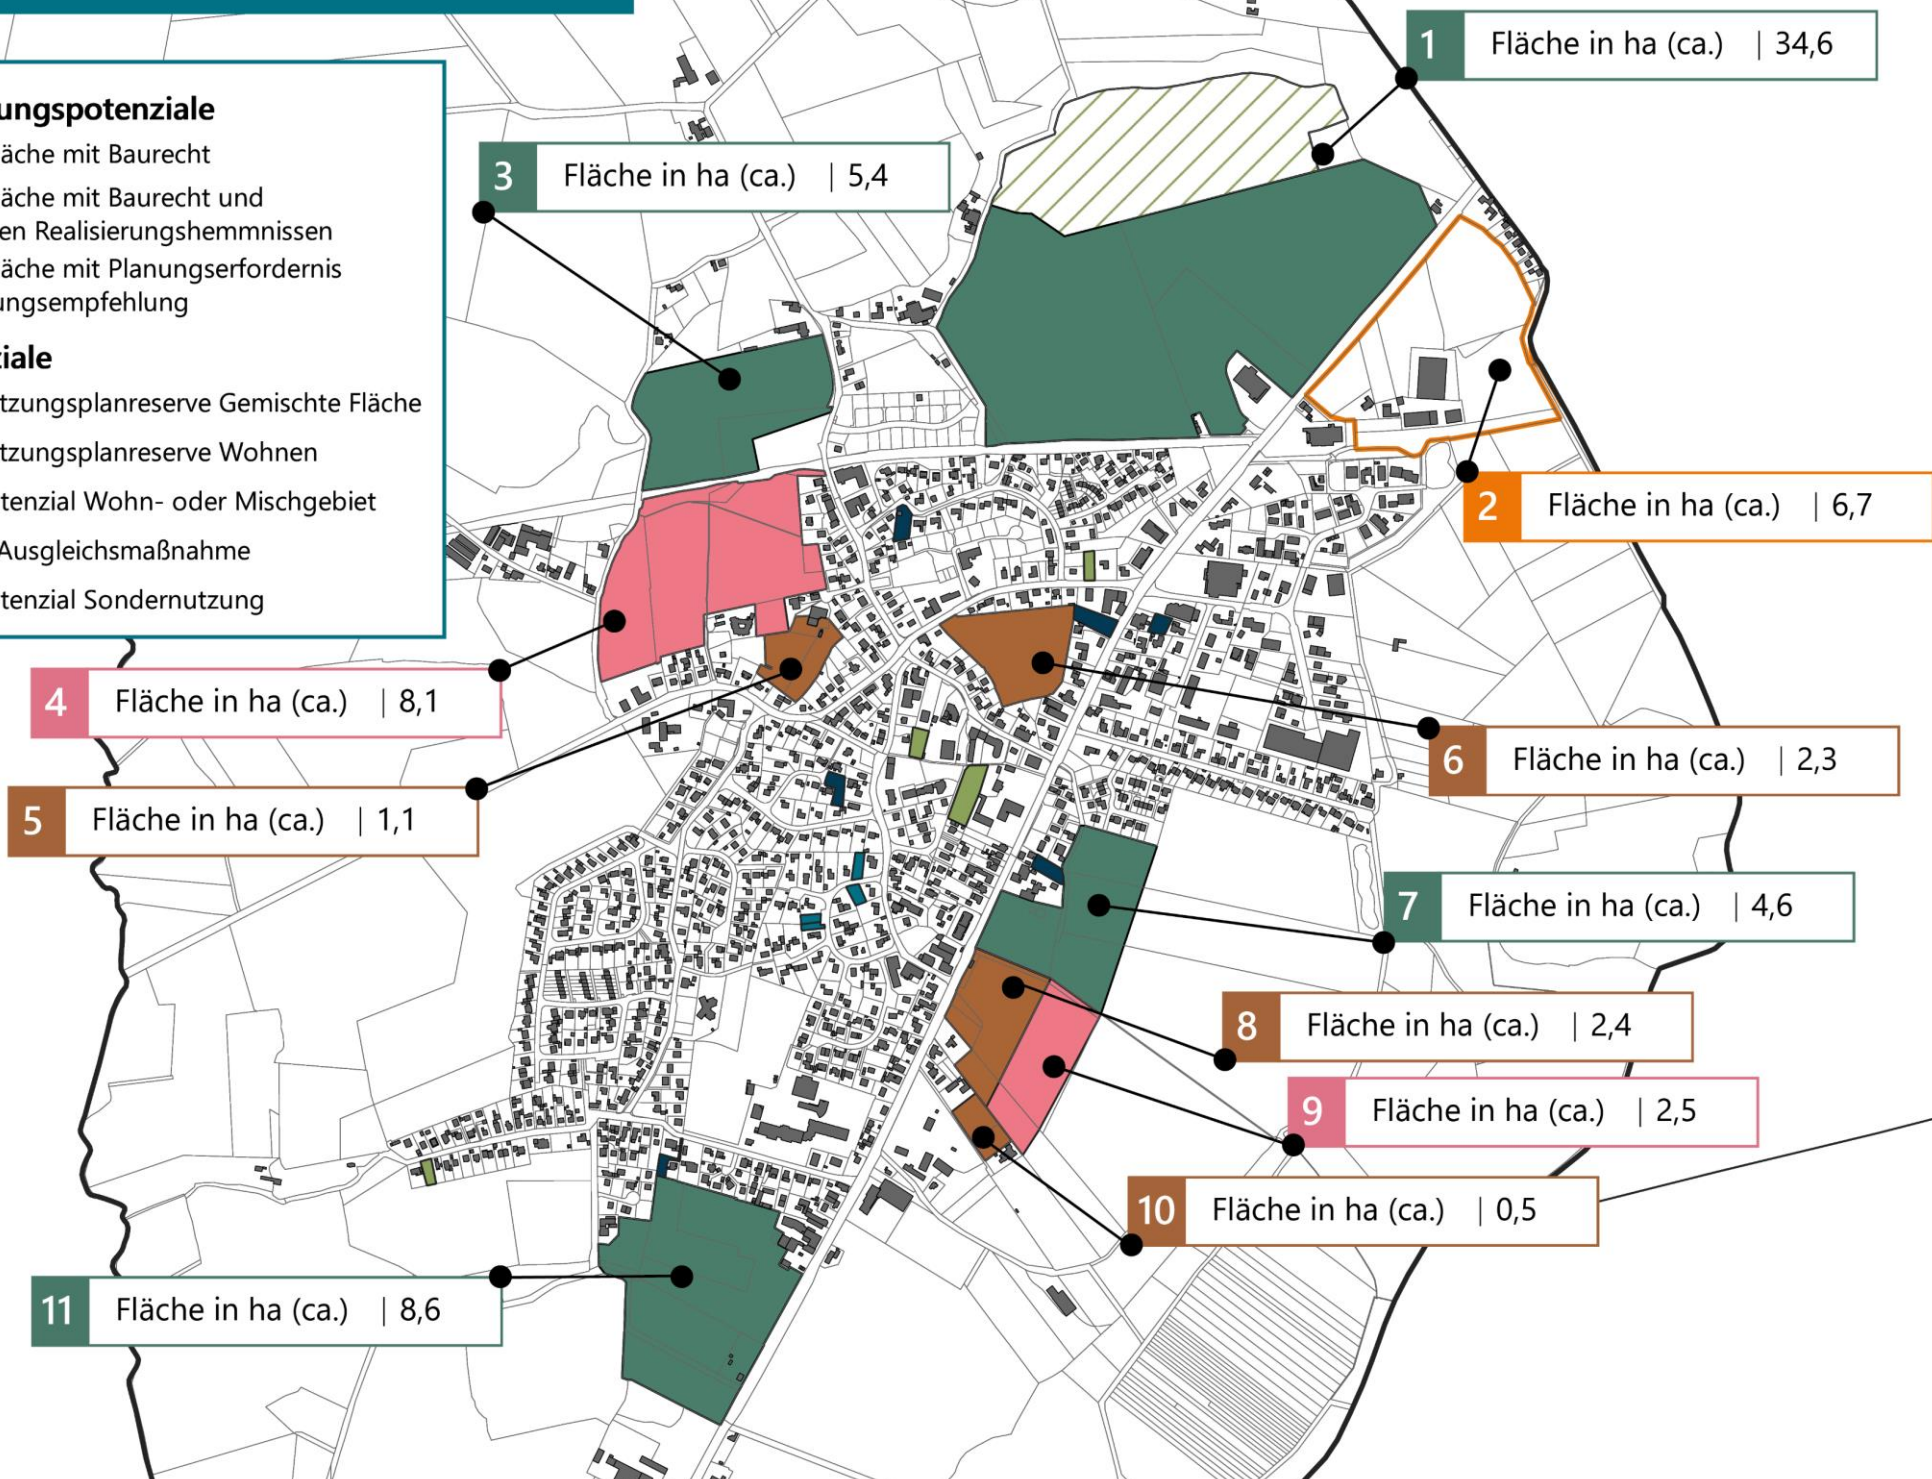 ungspotenziale
äche mit Baurecht
äche mit Baurecht und
en Realisierungshemmnissen
äche mit Planungserfordernis
ungsempfehlung
iale
tzungsplanreserve Gemischte Fläche
tzungsplanreserve Wohnen
tenzial Wohn- oder Mischgebiet
Ausgleichsmaßnahme
tenzial Sondernutzung
1 Fläche in ha (ca.) | 34,6
3 Fläche in ha (ca.) | 5,4
2 Fläche in ha (ca.) | 6,7
4 Fläche in ha (ca.) | 8,1
6 Fläche in ha (ca.) | 2,3
5 Fläche in ha (ca.) | 1,1
7 Fläche in ha (ca.) | 4,6
8 Fläche in ha (ca.) | 2,4
9 Fläche in ha (ca.) | 2,5
10 Fläche in ha (ca.) | 0,5
11 Fläche in ha (ca.) | 8,6